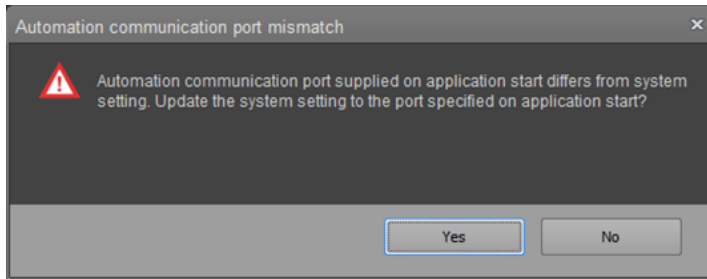 Automation communication port mismatch
Automation communication port supplied on application start differs from system
setting. Update the system setting to the port specified on application start?
Yes
No